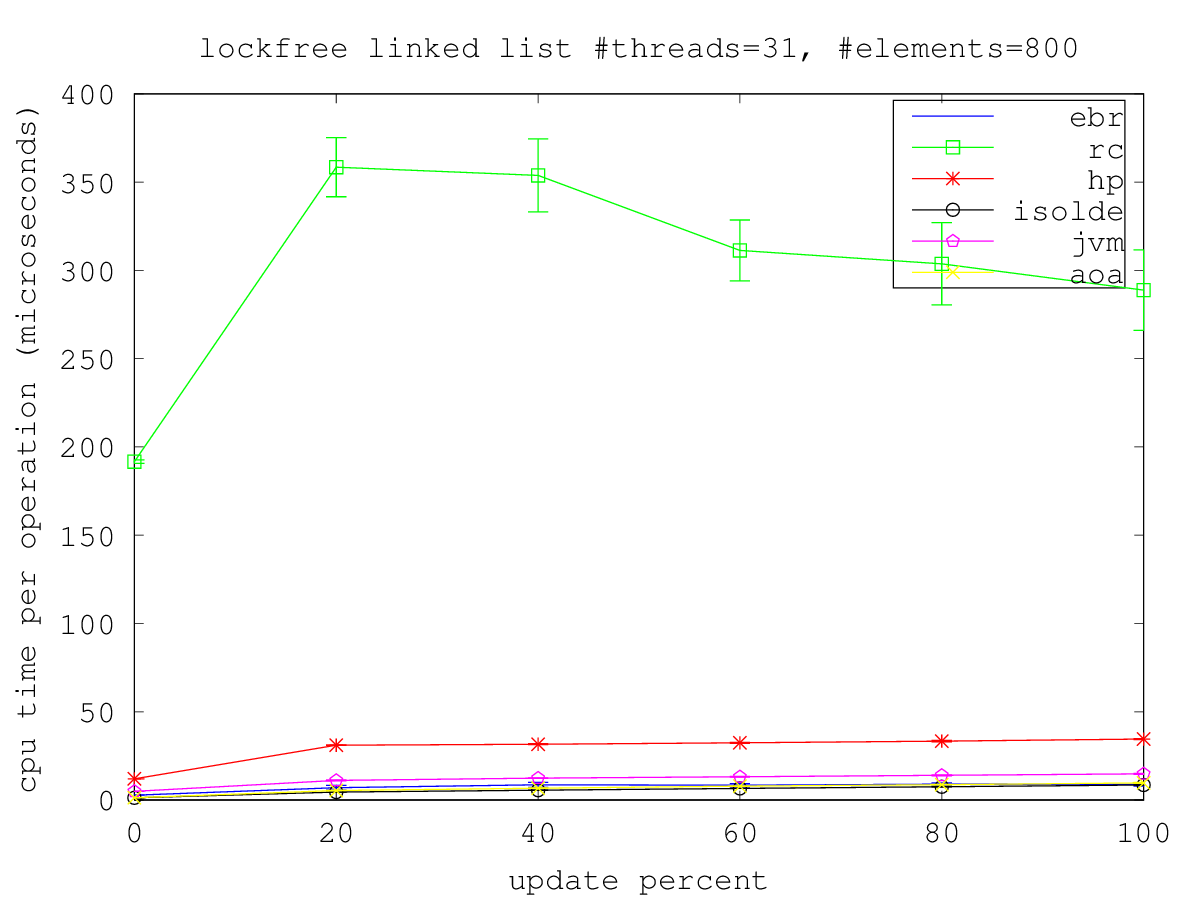 lockfree linked list #threads=31, #elements=800
cpu time per operation (microseconds)
400
350
300
250
200
150
100
50
0
ebr
rc
hp
isolde
jvm
aoa
0 20 40 60 80 100
update percent